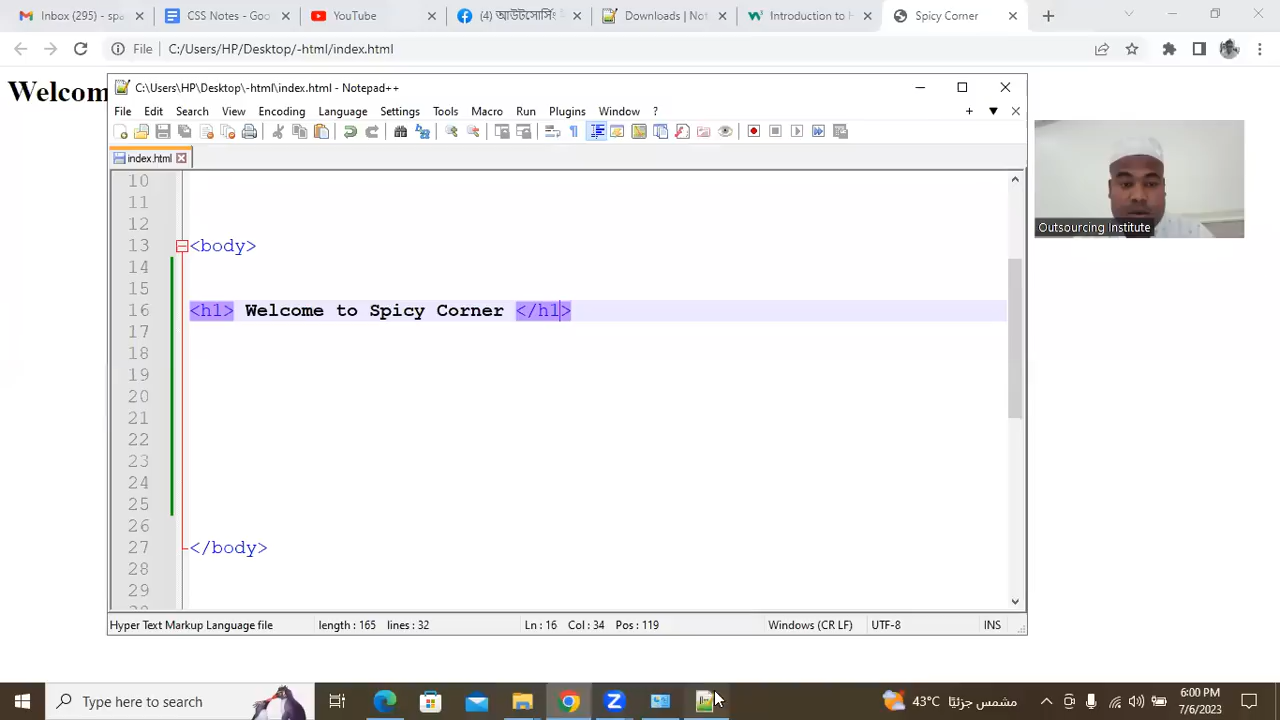 Inbox (295) - spa
CSS Notes - Goo
YouTube
(4) আউটসোর্সিং
Downloads | Not
Introduction to H
Spicy Corner
File C:/Users/HP/Desktop/-html/index.html
Welcom
C:\Users\HP\Desktop\-html\index.html - Notepad++
File Edit Search View Encoding Language Settings Tools Macro Run Plugins Window ?
index.html
10
11
12
13 <body>
14
15
16 <h1> Welcome to Spicy Corner </h1>
17
18
19
20
21
22
23
24
25
26
27 </body>
28
29
Hyper Text Markup Language file length : 165 lines : 32 Ln : 16 Col : 34 Pos : 119 Windows (CR LF) UTF-8 INS
Outsourcing Institute
Type here to search
43°C مشمس جزئيًا
6:00 PM
7/6/2023